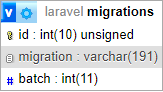 v laravel migrations
id : int(10) unsigned
migration : varchar(191)
# batch : int(11)